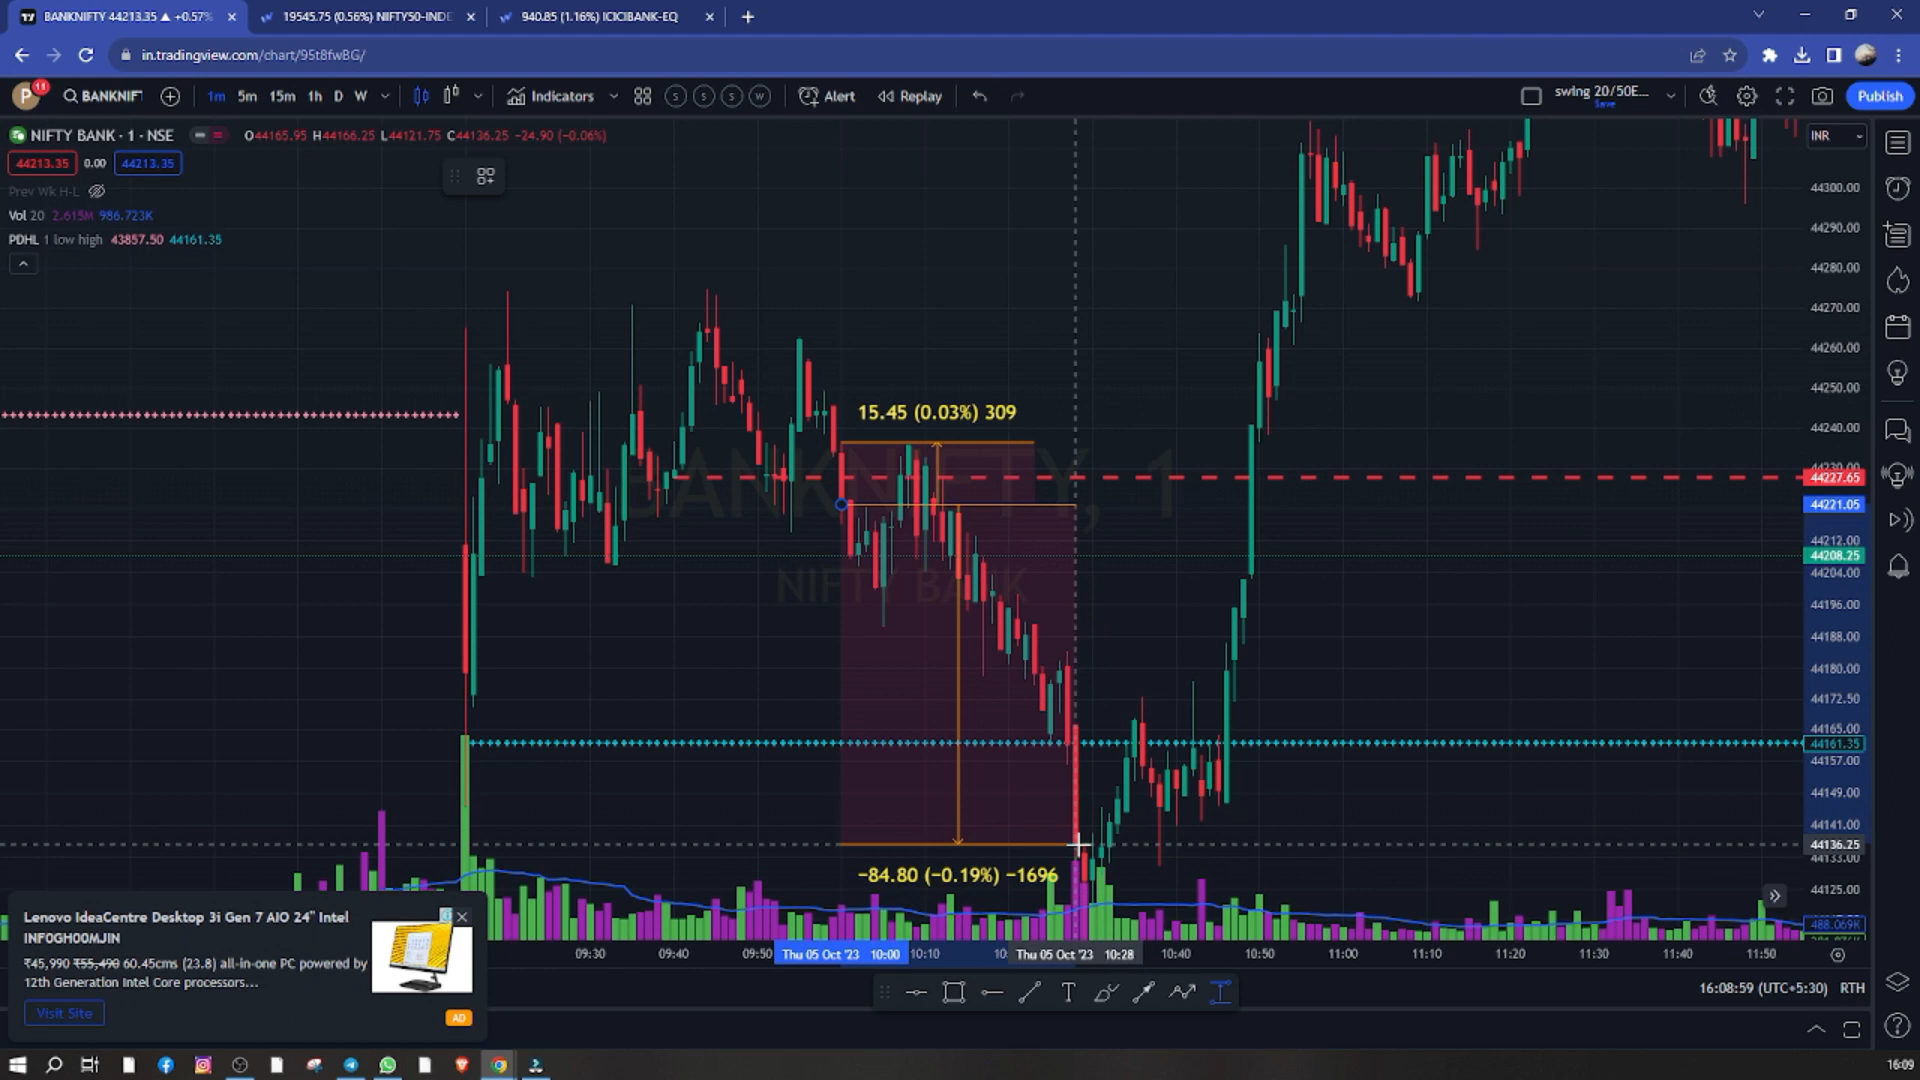 BANKNIFTY 44213.35 ▲ +0.57%
19545.75 (0.56%) NIFTY50-INDE
940.85 (1.16%) ICICIBANK-EQ
in.tradingview.com/chart/95t8fwBG/
P 11 BANKNIF 1m 5m 15m 1h D W Indicators S S S W Alert Replay swing 20/50E... Save Publish
NIFTY BANK · 1 · NSE O44165.95 H44166.25 L44121.75 C44136.25 −24.90 (−0.06%) INR
44213.35 0.00 44213.35
Prev Wk H-L
Vol 20 2.615M 986.723K
PDHL 1 low high 43857.50 44161.35
44300.00
44290.00
44280.00
44270.00
44260.00
44250.00
15.45 (0.03%) 309
44240.00
BANKNIFTY, 1
44230.00
44227.65
44221.05
44212.00
44208.25
NIFTY BANK
44204.00
44196.00
44188.00
44180.00
44172.50
44165.00
44161.35
44157.00
44149.00
44141.00
44136.25
44133.00
−84.80 (−0.19%) −1696
44125.00
488.069K
Lenovo IdeaCentre Desktop 3i Gen 7 AIO 24" Intel
INF0GH00MJIN
₹45,990 ₹55,490 60.45cms (23.8) all-in-one PC powered by
12th Generation Intel Core processors...
Visit Site
AD
09:30 09:40 09:50 Thu 05 Oct '23 10:00 10:10 Thu 05 Oct '23 10:28 10:40 10:50 11:00 11:10 11:20 11:30 11:40 11:50
16:08:59 (UTC+5:30) RTH
16:09